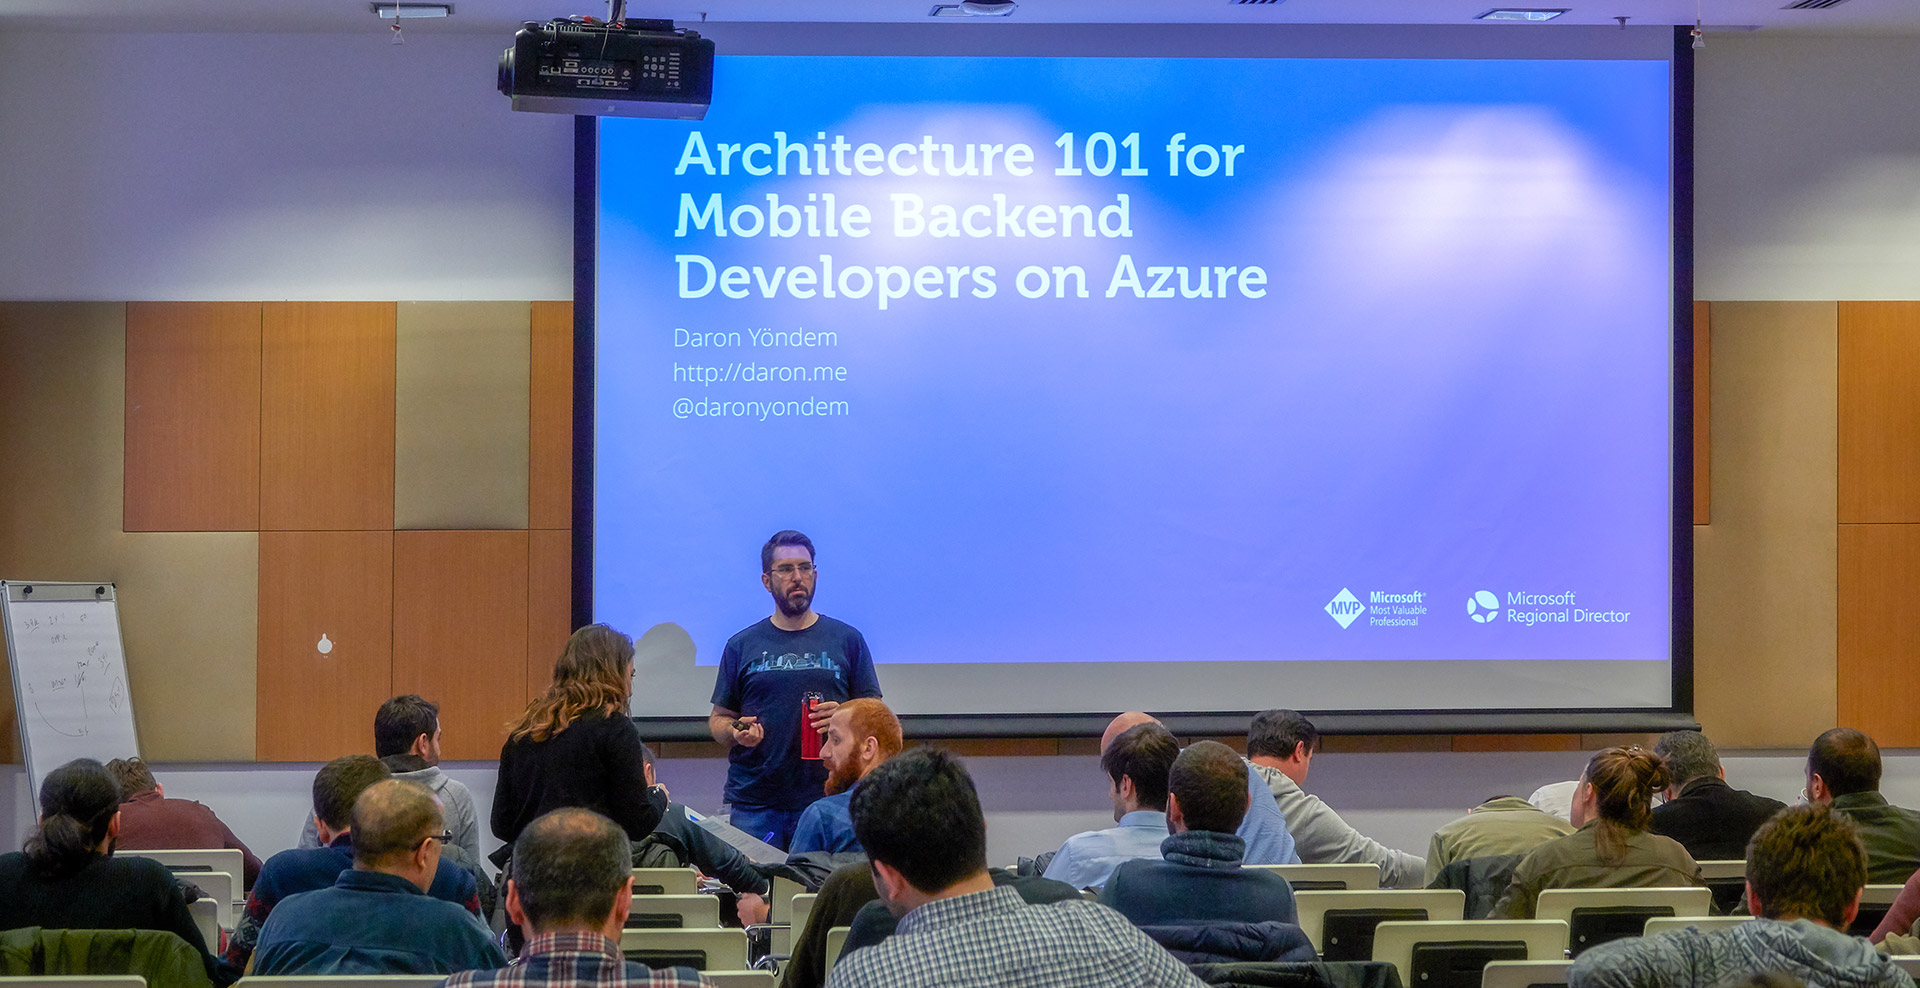 Architecture 101 for
Mobile Backend
Developers on Azure
Daron Yöndem
http://daron.me
@daronyondem
MVP
Microsoft®
Most Valuable
Professional
Microsoft
Regional Director